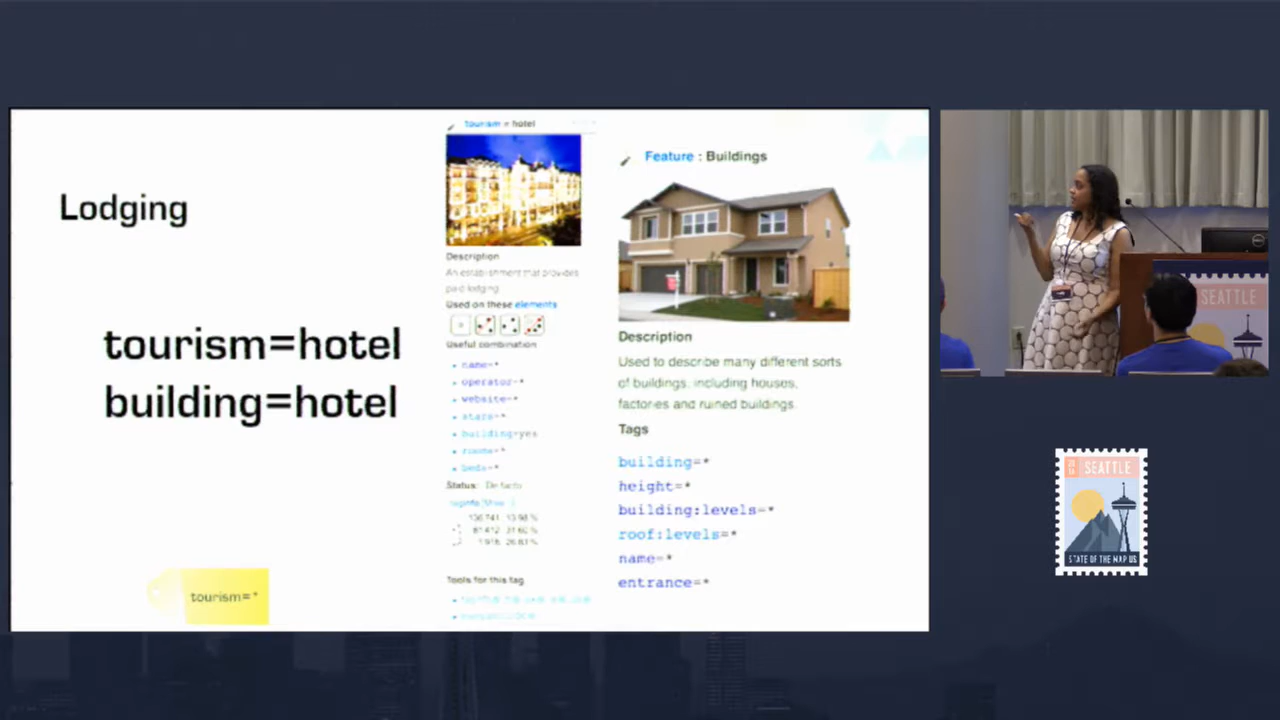 Lodging
tourism=hotel
building=hotel
tourism=*
tourism = hotel
Description
An establishment that provides
paid lodging
Used on these elements
Useful combination
name=*
operator=*
website=*
stars=*
building=yes
rooms=*
beds=*
Status: De facto
Tools for this tag
Feature : Buildings
Description
Used to describe many different sorts
of buildings, including houses,
factories and ruined buildings.
Tags
building=*
height=*
building:levels=*
roof:levels=*
name=*
entrance=*
DELL
SEATTLE
SEATTLE
STATE OF THE MAP US